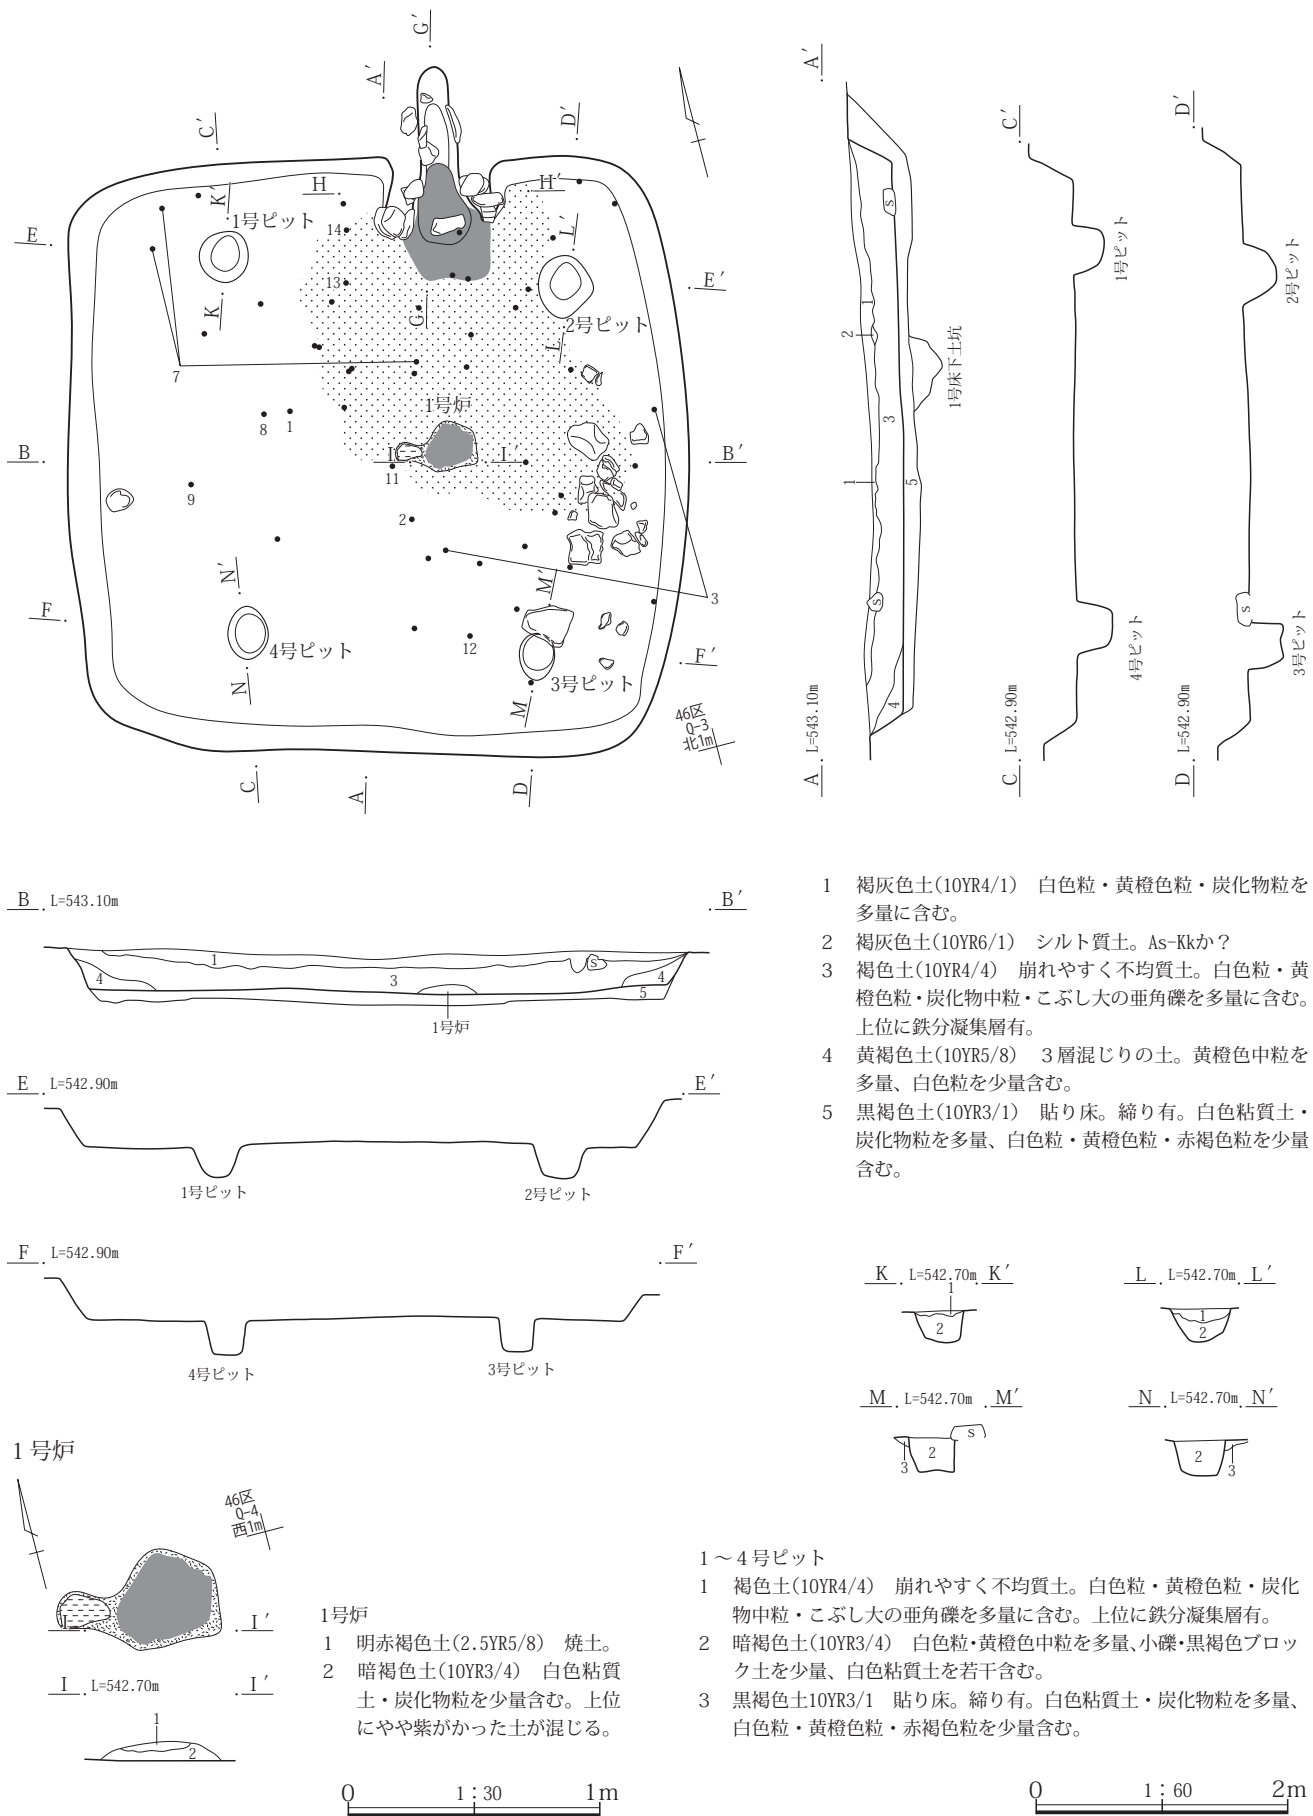 G′
A′
C′
D′
K′
H
H′
1号ピット
14
L′
E
E′
13
K
G
2号ピット
L
7
1号炉
8
1
B
I
I′
B′
11
9
2
N′
M′
3
F
4号ピット
12
F′
N
3号ピット
M
46区
Q-3
北1m
C
A
D
A′
S
1
2
1号床下土坑
3
1
5
S
4
A L=543.10m
C′
1号ピット
4号ピット
C L=542.90m
D′
2号ピット
S
3号ピット
D L=542.90m
B L=543.10m B′
1
S
4
3
4
5
1号炉
E L=542.90m E′
1号ピット
2号ピット
F L=542.90m F′
4号ピット
3号ピット
1 褐灰色土(10YR4/1) 白色粒・黄橙色粒・炭化物粒を
多量に含む。
2 褐灰色土(10YR6/1) シルト質土。As-Kkか？
3 褐色土(10YR4/4) 崩れやすく不均質土。白色粒・黄
橙色粒・炭化物中粒・こぶし大の亜角礫を多量に含む。
上位に鉄分凝集層有。
4 黄褐色土(10YR5/8) ３層混じりの土。黄橙色中粒を
多量、白色粒を少量含む。
5 黒褐色土(10YR3/1) 貼り床。締り有。白色粘質土・
炭化物粒を多量、白色粒・黄橙色粒・赤褐色粒を少量
含む。
K L=542.70m K′
1
2
L L=542.70m L′
1
2
M L=542.70m M′
S
2
3
N L=542.70m N′
2
3
１号炉
46区
Q-4
西1m
I I′
I L=542.70m I′
1
2
1号炉
1 明赤褐色土(2.5YR5/8) 焼土。
2 暗褐色土(10YR3/4) 白色粘質
土・炭化物粒を少量含む。上位
にやや紫がかった土が混じる。
１～４号ピット
1 褐色土(10YR4/4) 崩れやすく不均質土。白色粒・黄橙色粒・炭化
物中粒・こぶし大の亜角礫を多量に含む。上位に鉄分凝集層有。
2 暗褐色土(10YR3/4) 白色粒・黄橙色中粒を多量、小礫・黒褐色ブロッ
ク土を少量、白色粘質土を若干含む。
3 黒褐色土10YR3/1 貼り床。締り有。白色粘質土・炭化物粒を多量、
白色粒・黄橙色粒・赤褐色粒を少量含む。
0 1：30 1m
0 1：60 2m